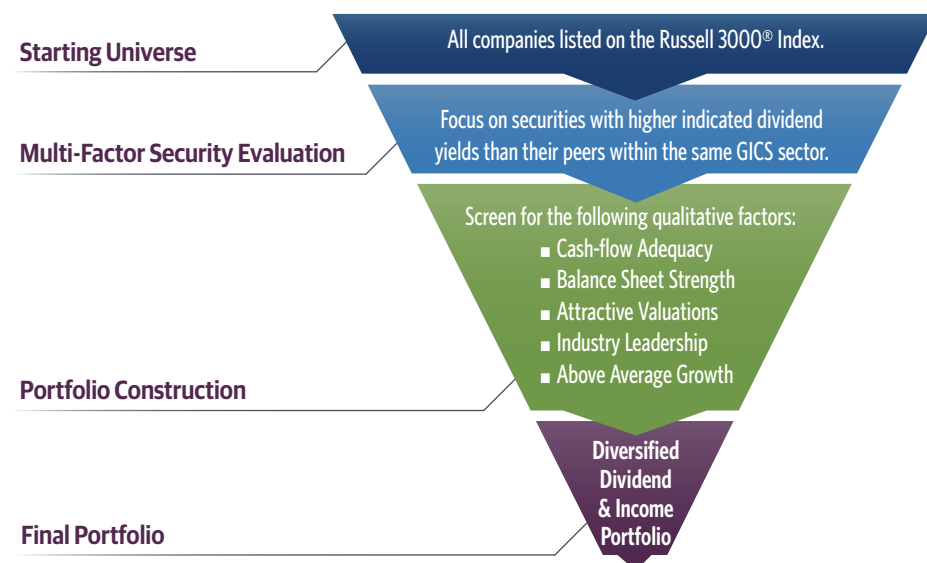 Starting Universe
All companies listed on the Russell 3000® Index.
Multi-Factor Security Evaluation
Focus on securities with higher indicated dividend
yields than their peers within the same GICS sector.
Screen for the following qualitative factors:
■ Cash-flow Adequacy
■ Balance Sheet Strength
■ Attractive Valuations
■ Industry Leadership
■ Above Average Growth
Portfolio Construction
Diversified
Dividend
& Income
Portfolio
Final Portfolio